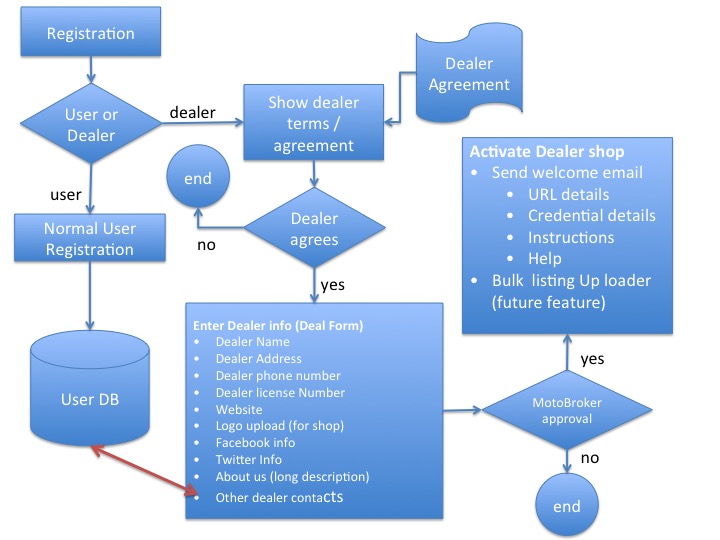 Registration
User or
Dealer
dealer
Show dealer
terms /
agreement
Dealer
Agreement
user
Normal User
Registration
User DB
end
no
Dealer
agrees
yes
Enter Dealer info (Deal Form)
• Dealer Name
• Dealer Address
• Dealer phone number
• Dealer license Number
• Website
• Logo upload (for shop)
• Facebook info
• Twitter Info
• About us (long description)
• Other dealer contacts
Activate Dealer shop
• Send welcome email
• URL details
• Credential details
• Instructions
• Help
• Bulk listing Up loader
(future feature)
yes
MotoBroker
approval
no
end